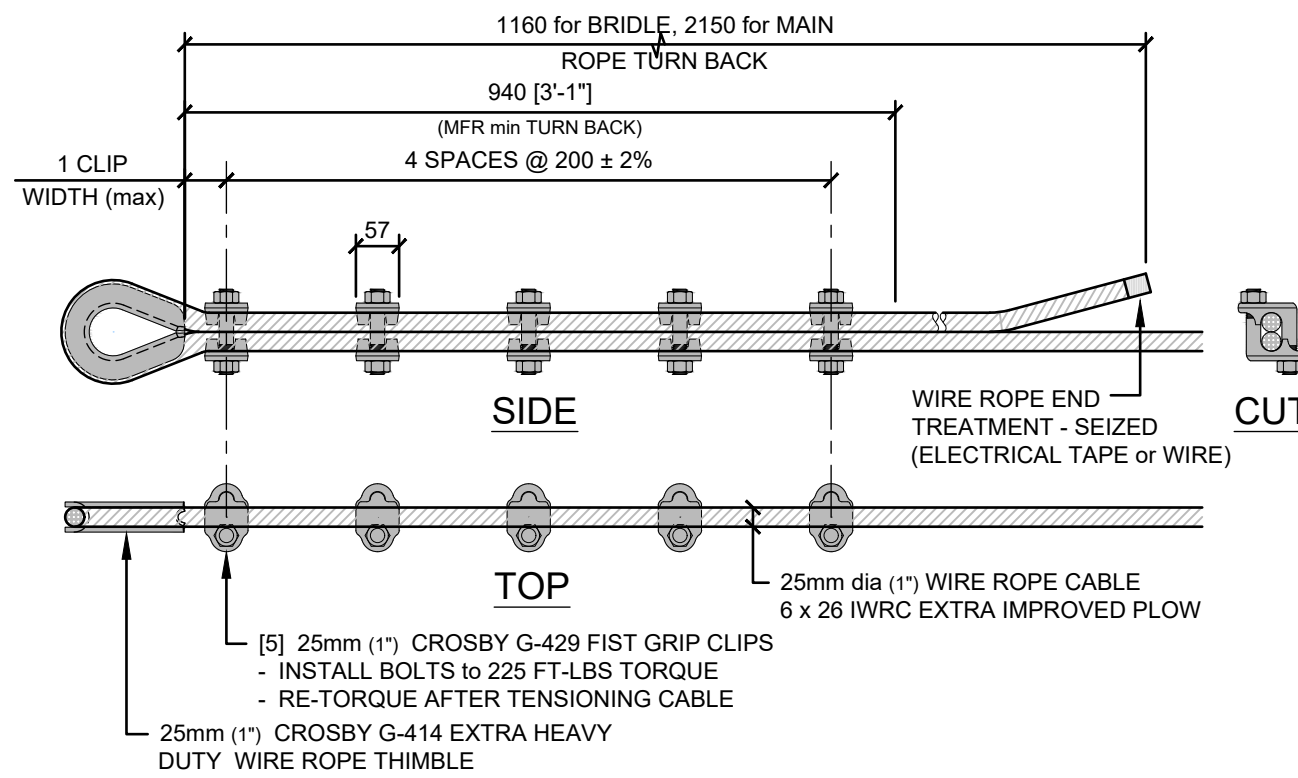 1160 for BRIDLE, 2150 for MAIN
ROPE TURN BACK
940 [3'-1"]
(MFR min TURN BACK)
1 CLIP
WIDTH (max)
4 SPACES @ 200 ± 2%
57
SIDE
WIRE ROPE END
TREATMENT - SEIZED
(ELECTRICAL TAPE or WIRE)
CUT
TOP
25mm dia (1") WIRE ROPE CABLE
6 x 26 IWRC EXTRA IMPROVED PLOW
[5] 25mm (1") CROSBY G-429 FIST GRIP CLIPS
- INSTALL BOLTS to 225 FT-LBS TORQUE
- RE-TORQUE AFTER TENSIONING CABLE
25mm (1") CROSBY G-414 EXTRA HEAVY
DUTY WIRE ROPE THIMBLE